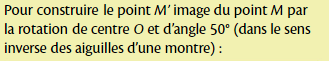 Pour construire le point M’ image du point M par
la rotation de centre O et d’angle 50° (dans le sens
inverse des aiguilles d’une montre) :